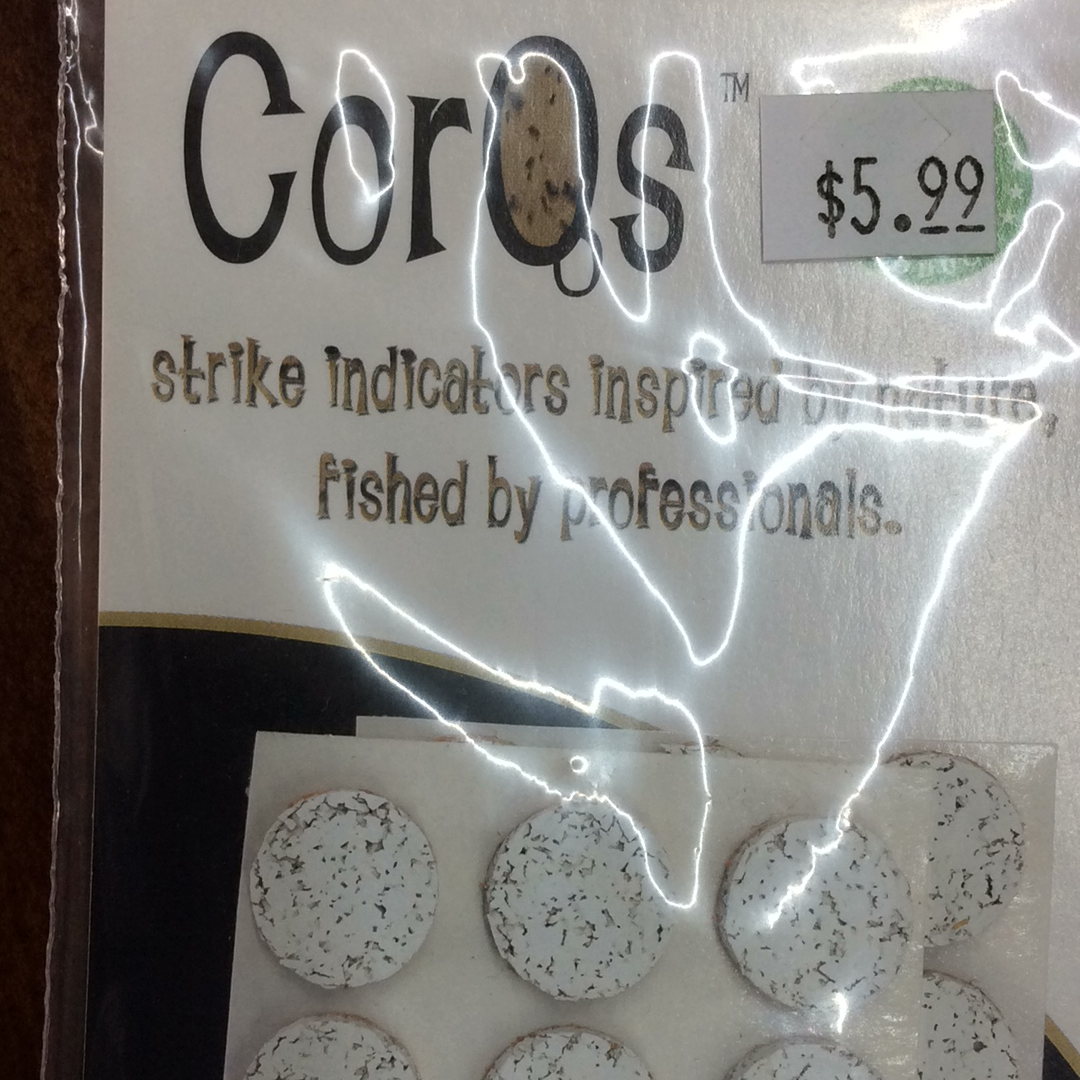 CorQs™
$5.99
strike indicators inspired by nature,
fished by professionals.